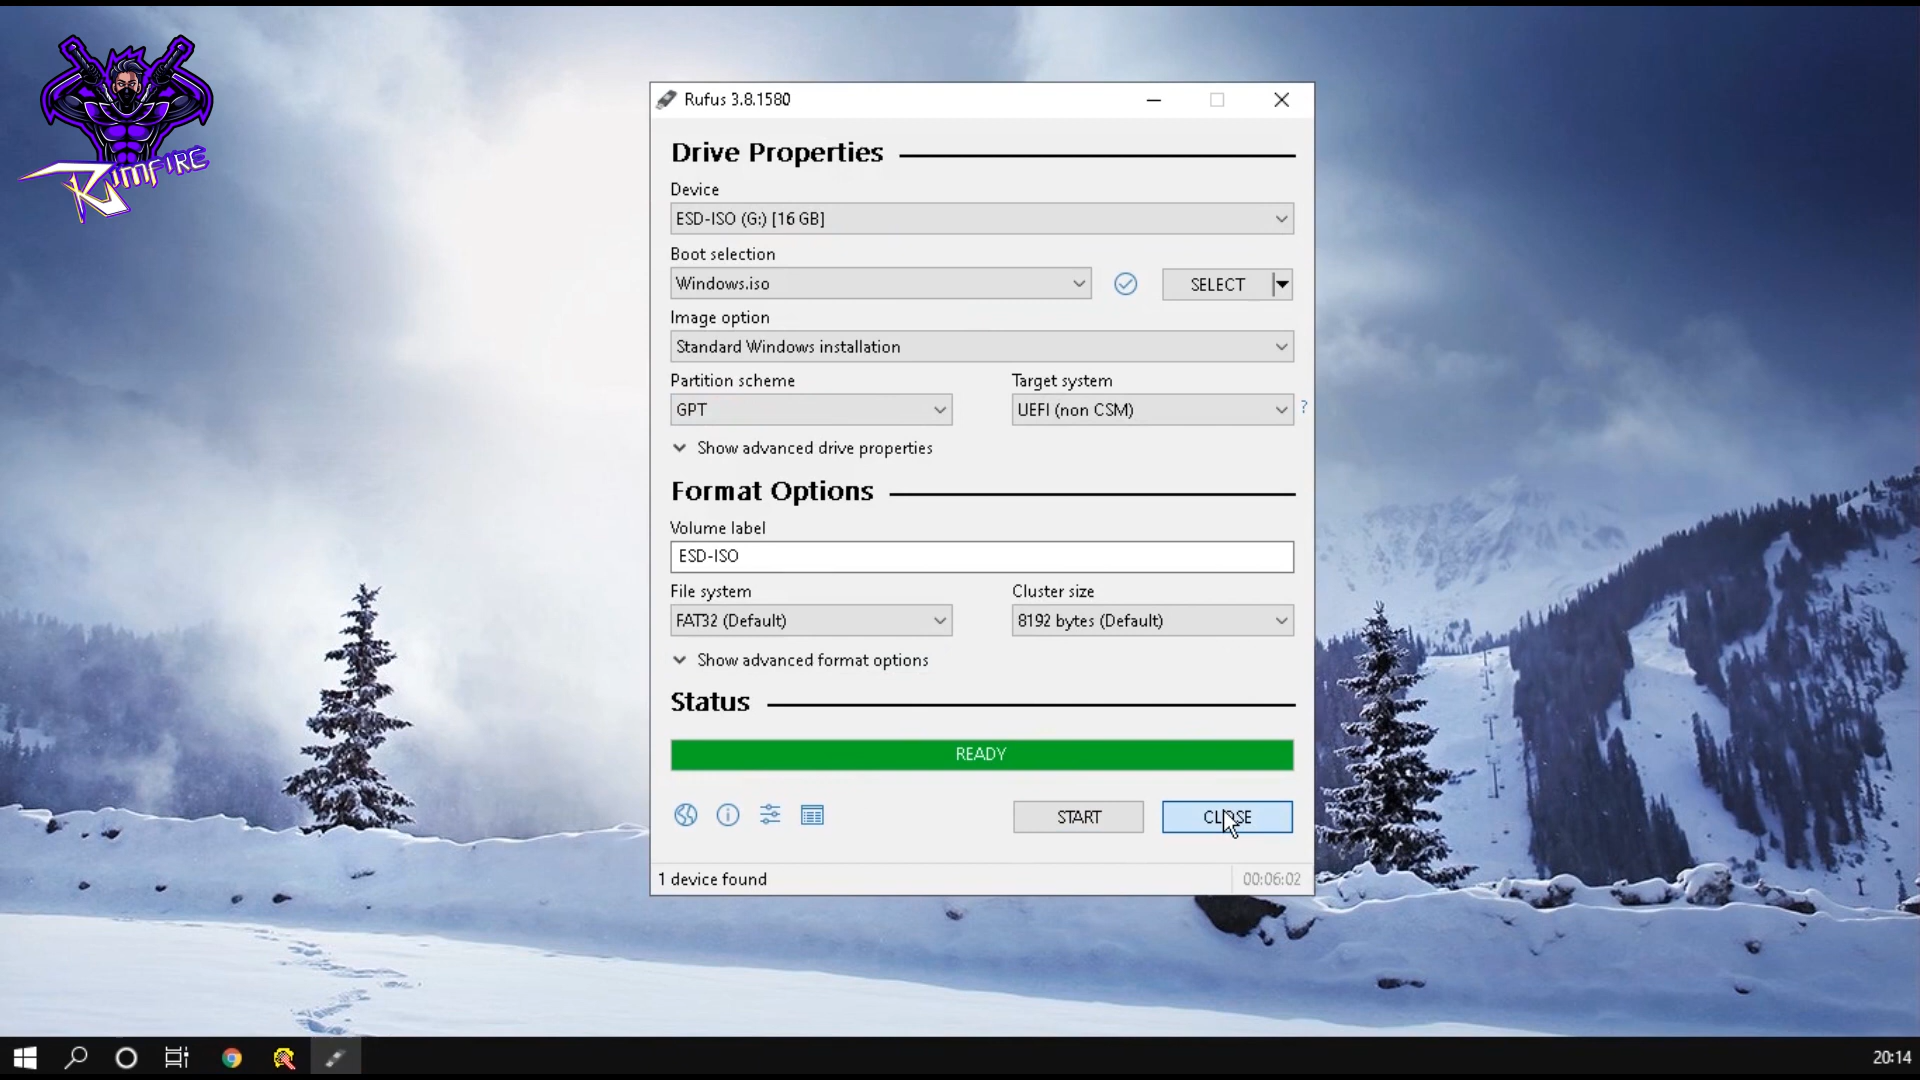 RIMFIRE
Rufus 3.8.1580
Drive Properties
Device
ESD-ISO (G:) [16 GB]
Boot selection
Windows.iso
SELECT
Image option
Standard Windows installation
Partition scheme
Target system
GPT
UEFI (non CSM)
?
Show advanced drive properties
Format Options
Volume label
ESD-ISO
File system
Cluster size
FAT32 (Default)
8192 bytes (Default)
Show advanced format options
Status
READY
START
CLOSE
1 device found
00:06:02
20:14